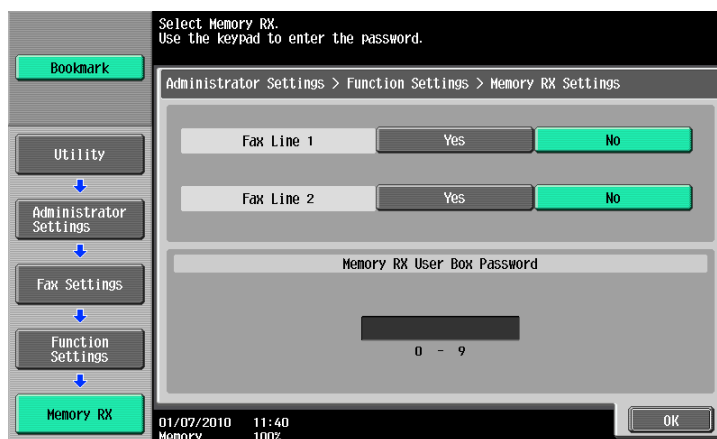 Select Memory RX.
Use the keypad to enter the password.
Bookmark
Administrator Settings > Function Settings > Memory RX Settings
Utility
Administrator
Settings
Fax Settings
Function
Settings
Memory RX
Fax Line 1
Yes
No
Fax Line 2
Yes
No
Memory RX User Box Password
0 - 9
01/07/2010 11:40
Memory 100%
OK